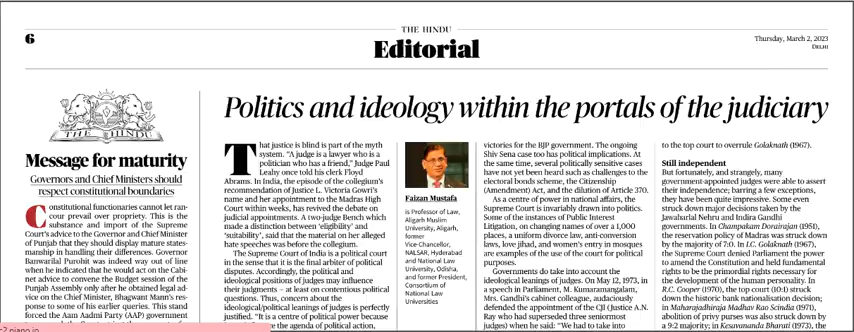 6
THE HINDU
Editorial
Thursday, March 2, 2023
DELHI
THE HINDU
Message for maturity
Governors and Chief Ministers should
respect constitutional boundaries
Constitutional functionaries cannot let ran-
cour prevail over propriety. This is the
substance and import of the Supreme
Court's advice to the Governor and Chief Minister
of Punjab that they should display mature states-
manship in handling their differences. Governor
Banwarilal Purohit was indeed way out of line
when he indicated that he would act on the Cabi-
net advice to convene the Budget session of the
Punjab Assembly only after he obtained legal ad-
vice on the Chief Minister, Bhagwant Mann's res-
ponse to some of his earlier queries. This stand
forced the Aam Aadmi Party (AAP) government
Politics and ideology within the portals of the judiciary
That justice is blind is part of the myth
system. "A judge is a lawyer who is a
politician who has a friend," Judge Paul
Leahy once told his clerk Floyd
Abrams. In India, the episode of the collegium's
recommendation of Justice L. Victoria Gowri's
name and her appointment to the Madras High
Court within weeks, has revived the debate on
judicial appointments. A two-judge Bench which
made a distinction between 'eligibility' and
'suitability', said that the material on her alleged
hate speeches was before the collegium.
The Supreme Court of India is a political court
in the sense that it is the final arbiter of political
disputes. Accordingly, the political and
ideological positions of judges may influence
their judgments – at least on contentious political
questions. Thus, concern about the
ideological/political leanings of judges is perfectly
justified. "It is a centre of political power because
the agenda of political action,
Faizan Mustafa
is Professor of Law,
Aligarh Muslim
University, Aligarh,
former
Vice-Chancellor,
NALSAR, Hyderabad
and National Law
University, Odisha,
and former President,
Consortium of
National Law
Universities
victories for the BJP government. The ongoing
Shiv Sena case too has political implications. At
the same time, several politically sensitive cases
have not yet been heard such as challenges to the
electoral bonds scheme, the Citizenship
(Amendment) Act, and the dilution of Article 370.
As a centre of power in national affairs, the
Supreme Court is invariably drawn into politics.
Some of the instances of Public Interest
Litigation, on changing names of over a 1,000
places, a uniform divorce law, anti-conversion
laws, love jihad, and women's entry in mosques
are examples of the use of the court for political
purposes.
Governments do take into account the
ideological leanings of judges. On May 12, 1973, in
a speech in Parliament, M. Kumaramangalam,
Mrs. Gandhi's cabinet colleague, audaciously
defended the appointment of the CJI (Justice A.N.
Ray who had superseded three seniormost
judges) when he said: "We had to take into
to the top court to overrule Golaknath (1967).
Still independent
But fortunately, and strangely, many
government-appointed judges were able to assert
their independence; barring a few exceptions,
they have been quite impressive. Some even
struck down major decisions taken by the
Jawaharlal Nehru and Indira Gandhi
governments. In Champakam Dorairajan (1951),
the reservation policy of Madras was struck down
by the majority of 7:0. In I.C. Golaknath (1967),
the Supreme Court denied Parliament the power
to amend the Constitution and held fundamental
rights to be the primordial rights necessary for
the development of the human personality. In
R.C. Cooper (1970), the top court (10:1) struck
down the historic bank nationalisation decision;
in Maharajadhiraja Madhav Rao Scindia (1971),
abolition of privy purses was also struck down by
a 9:2 majority; in Kesavananda Bharati (1973), the